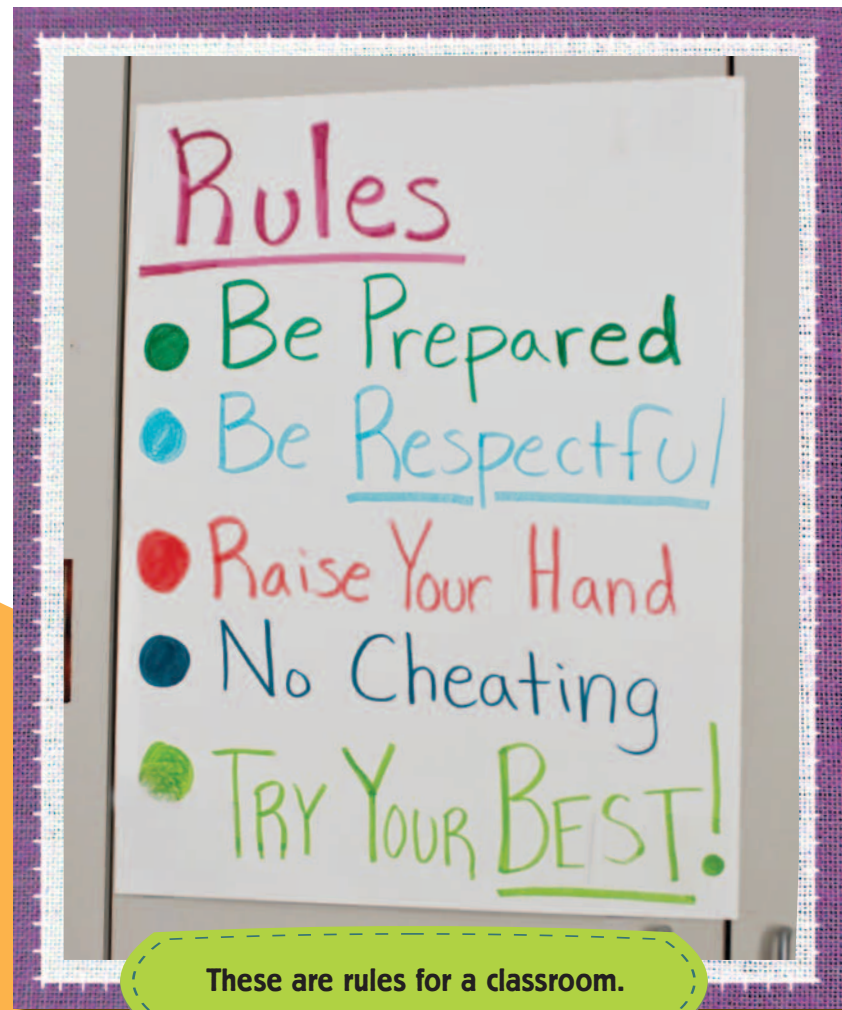 Rules
Be Prepared
Be Respectful
Raise Your Hand
No Cheating
TRY YOUR BEST!
These are rules for a classroom.